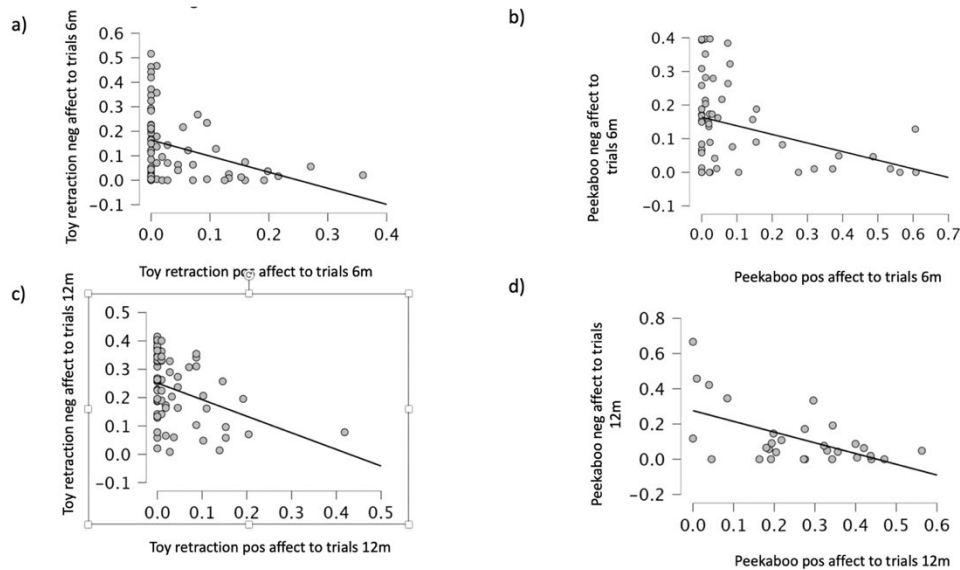 a)
Toy retraction neg affect to trials 6m
0.6
0.5
0.4
0.3
0.2
0.1
0.0
−0.1
0.0 0.1 0.2 0.3 0.4
Toy retraction pos affect to trials 6m
b)
Peekaboo neg affect to
trials 6m
0.4
0.3
0.2
0.1
0.0
−0.1
0.0 0.1 0.2 0.3 0.4 0.5 0.6 0.7
Peekaboo pos affect to trials 6m
c)
Toy retraction neg affect to trials 12m
0.5
0.4
0.3
0.2
0.1
0.0
−0.1
0.0 0.1 0.2 0.3 0.4 0.5
Toy retraction pos affect to trials 12m
d)
Peekaboo neg affect to trials
12m
0.8
0.6
0.4
0.2
0.0
−0.2
0.0 0.1 0.2 0.3 0.4 0.5 0.6
Peekaboo pos affect to trials 12m